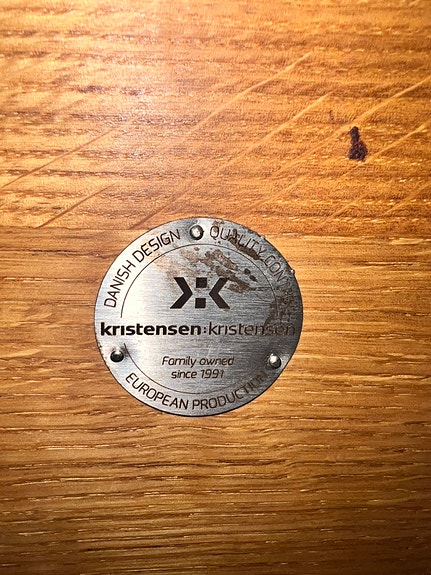 DANISH DESIGN
QUALITY
kristensen:kristensen
Family owned
since 1991
EUROPEAN PRODUCTION